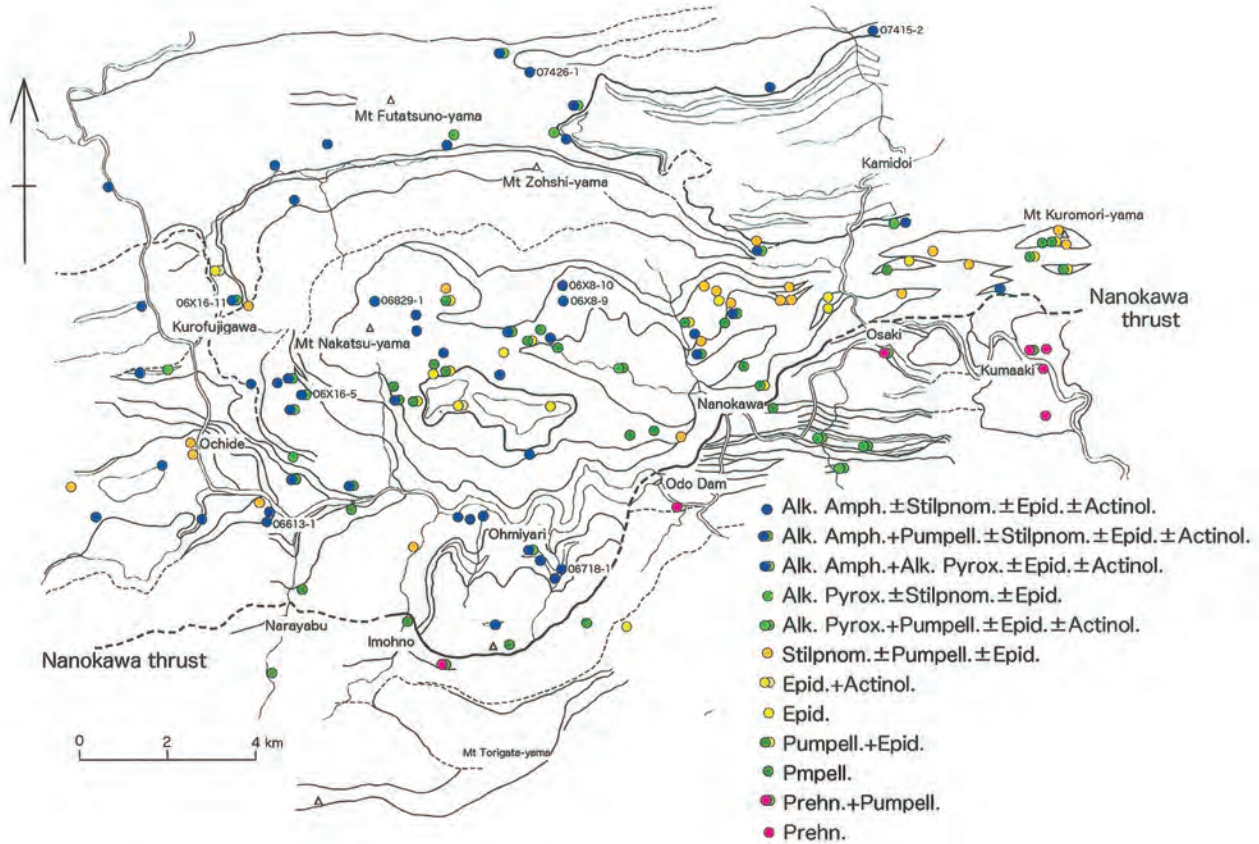 07415-2
07426-1
Mt Futatsuno-yama
Kamidoi
Mt Zohshi-yama
Mt Kuromori-yama
06X16-11
06829-1
06X8-10
06X8-9
Nanokawa
thrust
Kurofujigawa
Mt Nakatsu-yama
Osaki
Kumaaki
06X16-5
Nanokawa
Ochide
Odo Dam
06613-1
Ohmiyari
06718-1
Narayabu
Imohno
Nanokawa thrust
0 2 4 km
Mt Torigata-yama
Alk. Amph.±Stilpnom.±Epid.±Actinol.
Alk. Amph.+Pumpell.±Stilpnom.±Epid.±Actinol.
Alk. Amph.+Alk. Pyrox.±Epid.±Actinol.
Alk. Pyrox.±Stilpnom.±Epid.
Alk. Pyrox.+Pumpell.±Epid.±Actinol.
Stilpnom.±Pumpell.±Epid.
Epid.+Actinol.
Epid.
Pumpell.+Epid.
Pmpell.
Prehn.+Pumpell.
Prehn.